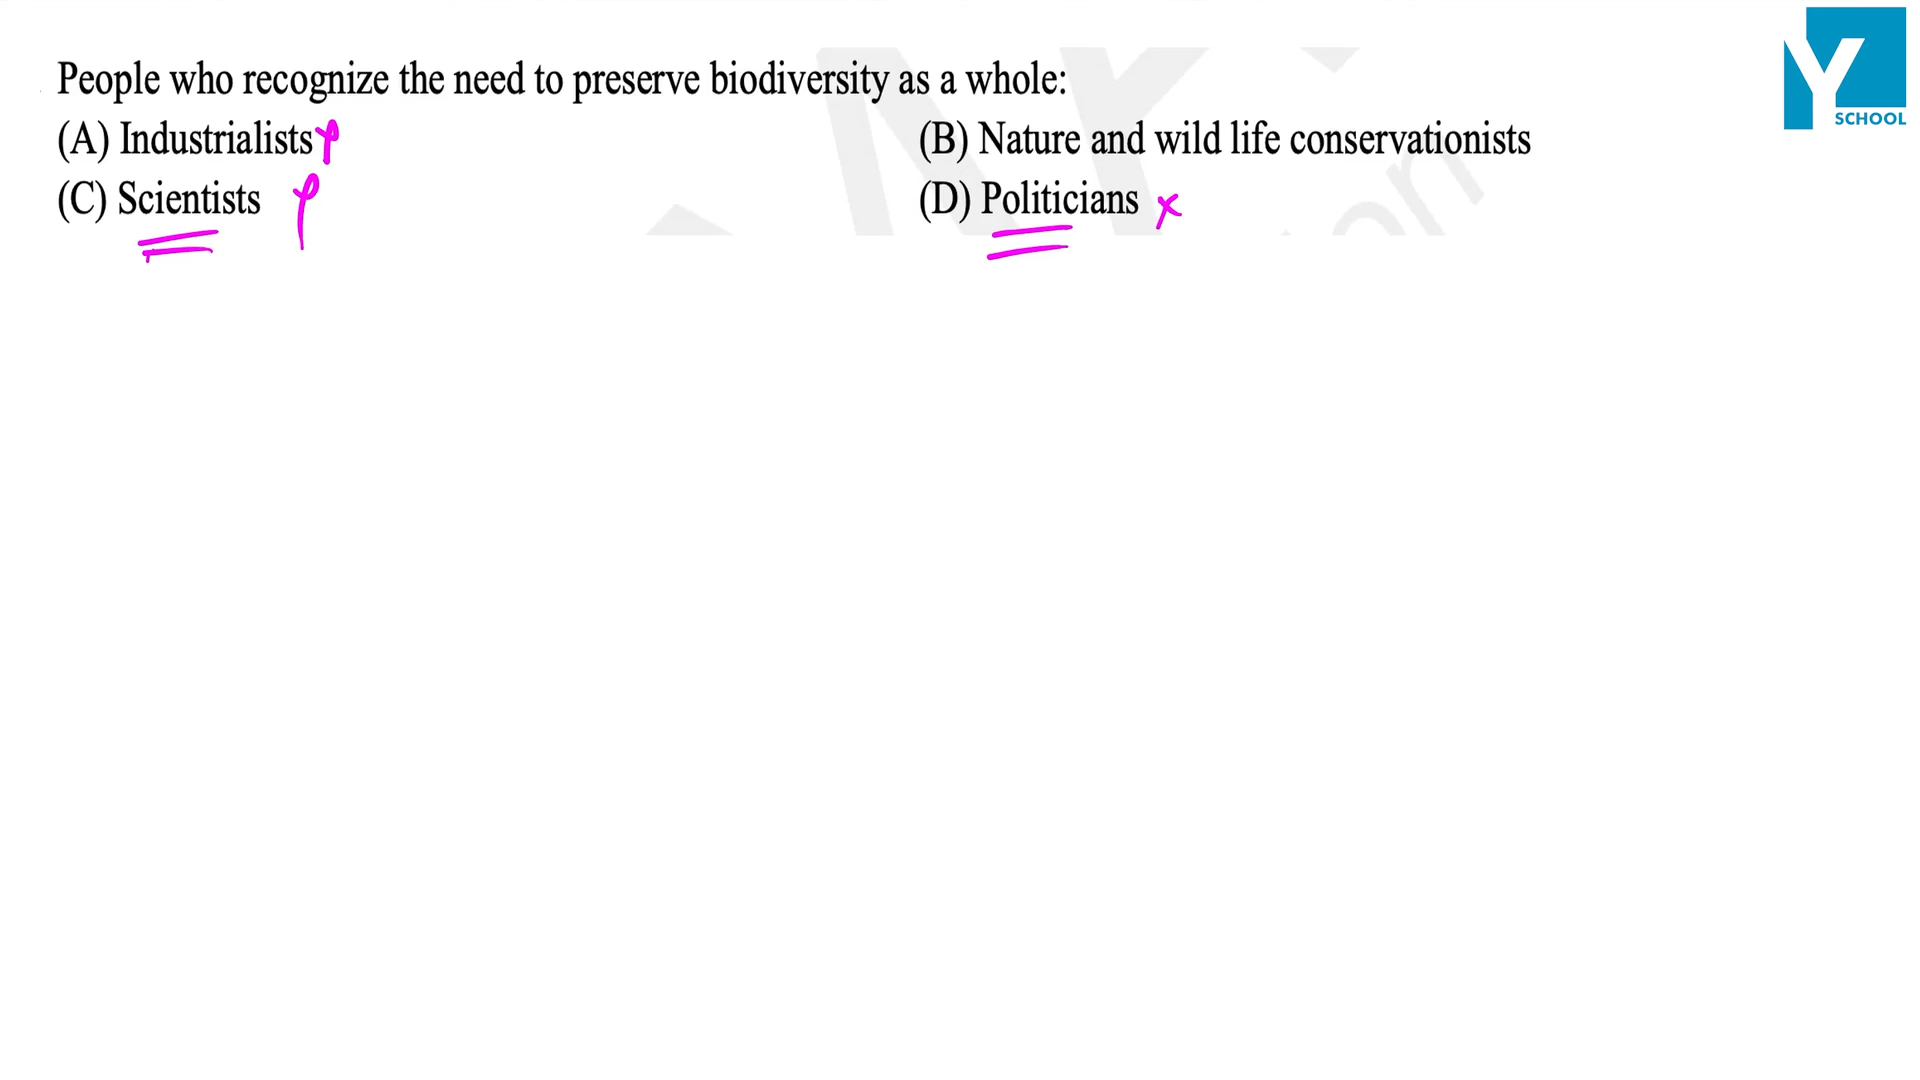 People who recognize the need to preserve biodiversity as a whole:
(A) Industrialists (B) Nature and wild life conservationists
(C) Scientists (D) Politicians
Y SCHOOL